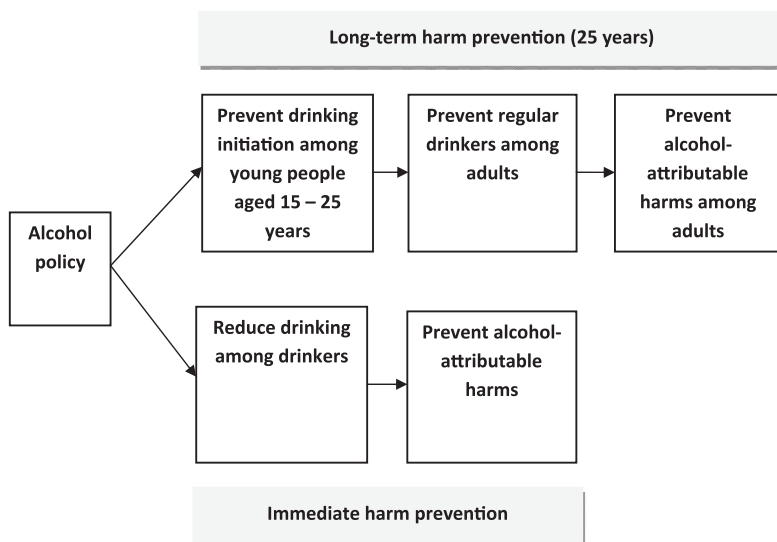 Long-term harm prevention (25 years)
Prevent drinking
initiation among
young people
aged 15 – 25
years
Prevent regular
drinkers among
adults
Prevent
alcohol-
attributable
harms among
adults
Alcohol
policy
Reduce drinking
among drinkers
Prevent alcohol-
attributable
harms
Immediate harm prevention